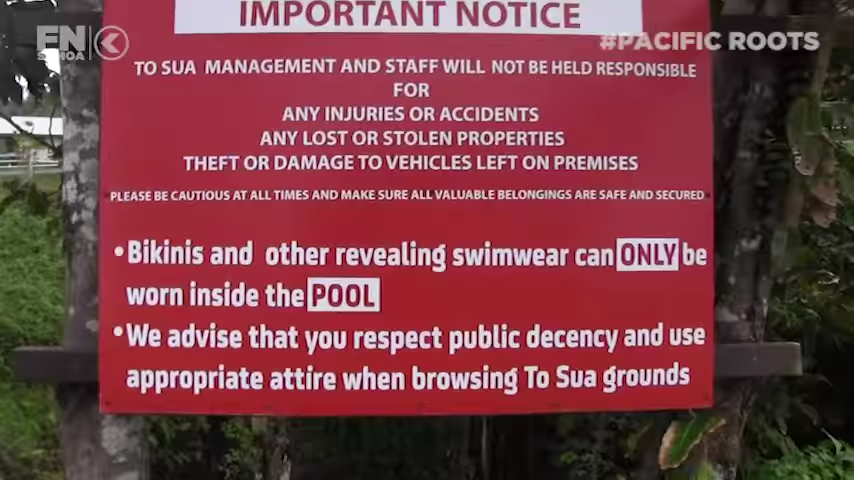 IMPORTANT NOTICE
FN
SAMOA
#PACIFIC ROOTS
TO SUA MANAGEMENT AND STAFF WILL NOT BE HELD RESPONSIBLE
FOR
ANY INJURIES OR ACCIDENTS
ANY LOST OR STOLEN PROPERTIES
THEFT OR DAMAGE TO VEHICLES LEFT ON PREMISES
PLEASE BE CAUTIOUS AT ALL TIMES AND MAKE SURE ALL VALUABLE BELONGINGS ARE SAFE AND SECURED
•Bikinis and other revealing swimwear can ONLY be
worn inside the POOL
•We advise that you respect public decency and use
appropriate attire when browsing To Sua grounds